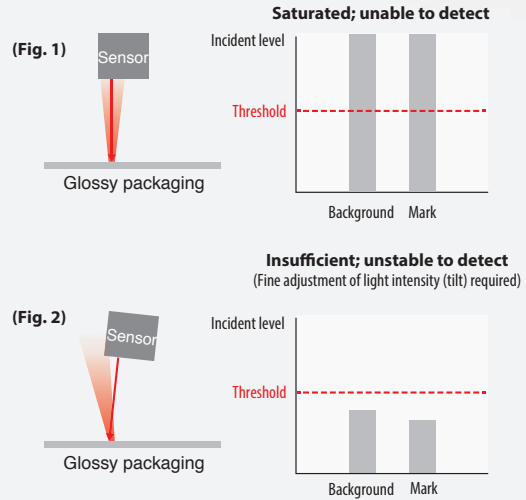 Saturated; unable to detect
(Fig. 1)
Sensor
Glossy packaging
Incident level
Threshold
Background Mark
Insufficient; unstable to detect
(Fine adjustment of light intensity (tilt) required)
(Fig. 2)
Sensor
Glossy packaging
Incident level
Threshold
Background Mark